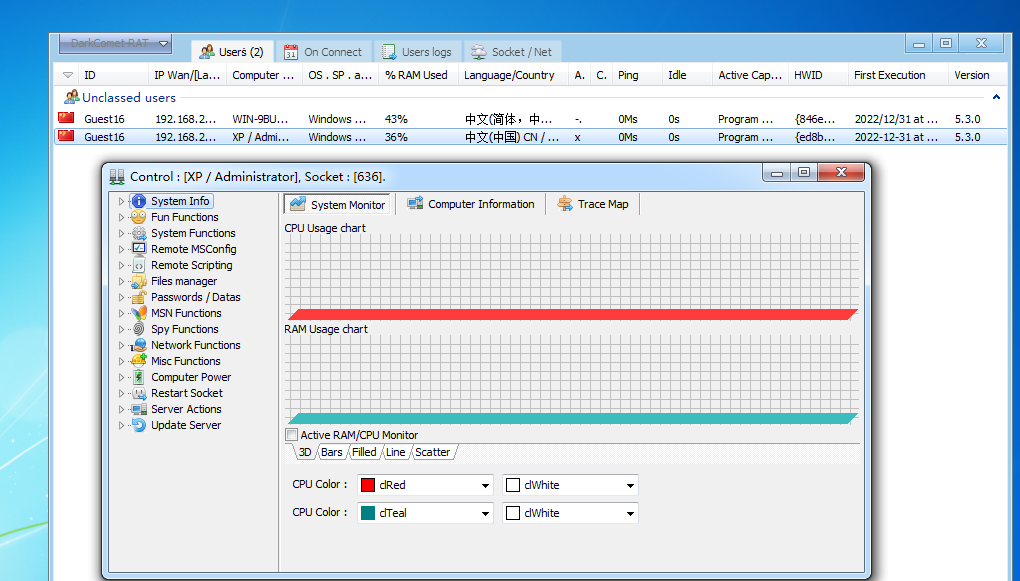 DarkComet-RAT Users (2) On Connect Users logs Socket / Net
ID IP Wan/[La... Computer ... OS . SP . a... % RAM Used Language/Country A. C. Ping Idle Active Cap... HWID First Execution Version
Unclassed users
Guest16 192.168.2... WIN-9BU... Windows ... 43% 中文(简体，中... -. 0Ms 0s Program ... {846e... 2022/12/31 at ... 5.3.0
Guest16 192.168.2... XP / Admi... Windows ... 36% 中文(中国) CN / ... x 0Ms 0s Program ... {ed8b... 2022-12-31 at ... 5.3.0
Control : [XP / Administrator], Socket : [636].
System Info
Fun Functions
System Functions
Remote MSConfig
Remote Scripting
Files manager
Passwords / Datas
MSN Functions
Spy Functions
Network Functions
Misc Functions
Computer Power
Restart Socket
Server Actions
Update Server
System Monitor Computer Information Trace Map
CPU Usage chart
RAM Usage chart
Active RAM/CPU Monitor
3D Bars Filled Line Scatter
CPU Color : clRed clWhite
CPU Color : clTeal clWhite